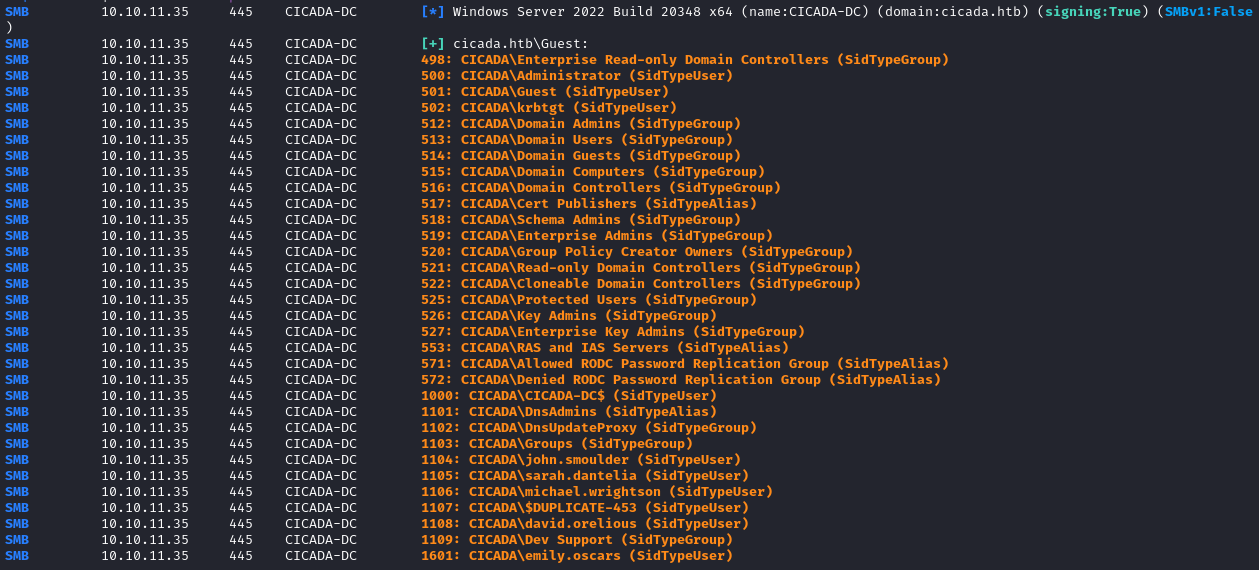 SMB 10.10.11.35 445 CICADA-DC [*] Windows Server 2022 Build 20348 x64 (name:CICADA-DC) (domain:cicada.htb) (signing:True) (SMBv1:False
)
SMB 10.10.11.35 445 CICADA-DC [+] cicada.htb\Guest:
SMB 10.10.11.35 445 CICADA-DC 498: CICADA\Enterprise Read-only Domain Controllers (SidTypeGroup)
SMB 10.10.11.35 445 CICADA-DC 500: CICADA\Administrator (SidTypeUser)
SMB 10.10.11.35 445 CICADA-DC 501: CICADA\Guest (SidTypeUser)
SMB 10.10.11.35 445 CICADA-DC 502: CICADA\krbtgt (SidTypeUser)
SMB 10.10.11.35 445 CICADA-DC 512: CICADA\Domain Admins (SidTypeGroup)
SMB 10.10.11.35 445 CICADA-DC 513: CICADA\Domain Users (SidTypeGroup)
SMB 10.10.11.35 445 CICADA-DC 514: CICADA\Domain Guests (SidTypeGroup)
SMB 10.10.11.35 445 CICADA-DC 515: CICADA\Domain Computers (SidTypeGroup)
SMB 10.10.11.35 445 CICADA-DC 516: CICADA\Domain Controllers (SidTypeGroup)
SMB 10.10.11.35 445 CICADA-DC 517: CICADA\Cert Publishers (SidTypeAlias)
SMB 10.10.11.35 445 CICADA-DC 518: CICADA\Schema Admins (SidTypeGroup)
SMB 10.10.11.35 445 CICADA-DC 519: CICADA\Enterprise Admins (SidTypeGroup)
SMB 10.10.11.35 445 CICADA-DC 520: CICADA\Group Policy Creator Owners (SidTypeGroup)
SMB 10.10.11.35 445 CICADA-DC 521: CICADA\Read-only Domain Controllers (SidTypeGroup)
SMB 10.10.11.35 445 CICADA-DC 522: CICADA\Cloneable Domain Controllers (SidTypeGroup)
SMB 10.10.11.35 445 CICADA-DC 525: CICADA\Protected Users (SidTypeGroup)
SMB 10.10.11.35 445 CICADA-DC 526: CICADA\Key Admins (SidTypeGroup)
SMB 10.10.11.35 445 CICADA-DC 527: CICADA\Enterprise Key Admins (SidTypeGroup)
SMB 10.10.11.35 445 CICADA-DC 553: CICADA\RAS and IAS Servers (SidTypeAlias)
SMB 10.10.11.35 445 CICADA-DC 571: CICADA\Allowed RODC Password Replication Group (SidTypeAlias)
SMB 10.10.11.35 445 CICADA-DC 572: CICADA\Denied RODC Password Replication Group (SidTypeAlias)
SMB 10.10.11.35 445 CICADA-DC 1000: CICADA\CICADA-DC$ (SidTypeUser)
SMB 10.10.11.35 445 CICADA-DC 1101: CICADA\DnsAdmins (SidTypeAlias)
SMB 10.10.11.35 445 CICADA-DC 1102: CICADA\DnsUpdateProxy (SidTypeGroup)
SMB 10.10.11.35 445 CICADA-DC 1103: CICADA\Groups (SidTypeGroup)
SMB 10.10.11.35 445 CICADA-DC 1104: CICADA\john.smoulder (SidTypeUser)
SMB 10.10.11.35 445 CICADA-DC 1105: CICADA\sarah.dantelia (SidTypeUser)
SMB 10.10.11.35 445 CICADA-DC 1106: CICADA\michael.wrightson (SidTypeUser)
SMB 10.10.11.35 445 CICADA-DC 1107: CICADA\$DUPLICATE-453 (SidTypeUser)
SMB 10.10.11.35 445 CICADA-DC 1108: CICADA\david.orelious (SidTypeUser)
SMB 10.10.11.35 445 CICADA-DC 1109: CICADA\Dev Support (SidTypeGroup)
SMB 10.10.11.35 445 CICADA-DC 1601: CICADA\emily.oscars (SidTypeUser)